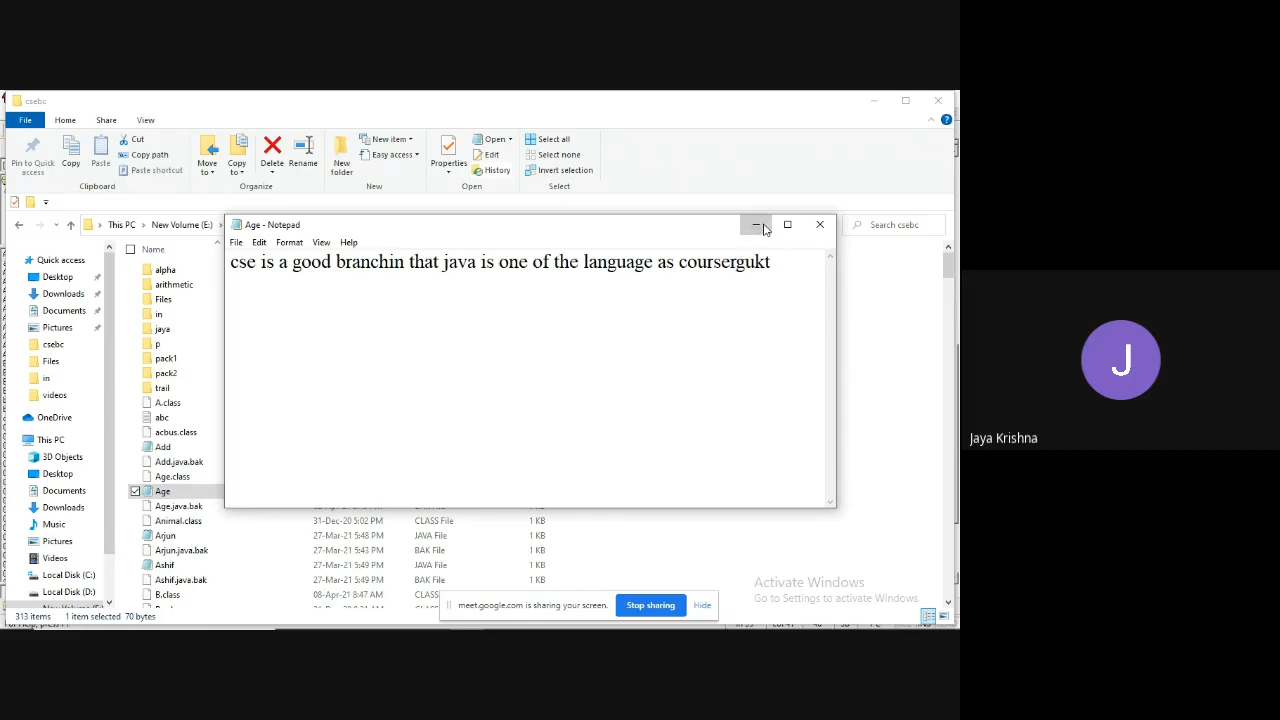 csebc
File Home Share View
Pin to Quick access
Copy
Paste
Cut
Copy path
Paste shortcut
Clipboard
Move to
Copy to
Delete
Rename
Organize
New folder
New item
Easy access
New
Properties
Open
Edit
History
Open
Select all
Select none
Invert selection
Select
This PC New Volume (E:)
Search csebc
Age - Notepad
File Edit Format View Help
cse is a good branchin that java is one of the language as coursergukt
Quick access
Desktop
Downloads
Documents
Pictures
csebc
Files
in
videos
OneDrive
This PC
3D Objects
Desktop
Documents
Downloads
Music
Pictures
Videos
Local Disk (C:)
Local Disk (D:)
Name
alpha
arithmetic
Files
in
jaya
p
pack1
pack2
trail
A.class
abc
acbus.class
Add
Add.java.bak
Age.class
Age
Age.java.bak
Animal.class 31-Dec-20 5:02 PM CLASS File 1 KB
Arjun 27-Mar-21 5:48 PM JAVA File 1 KB
Arjun.java.bak 27-Mar-21 5:43 PM BAK File 1 KB
Ashif 27-Mar-21 5:49 PM JAVA File 1 KB
Ashif.java.bak 27-Mar-21 5:49 PM BAK File 1 KB
B.class 08-Apr-21 8:47 AM CLASS 1 KB
Activate Windows
Go to Settings to activate Windows.
meet.google.com is sharing your screen. Stop sharing Hide
313 items 1 item selected 70 bytes
J
Jaya Krishna